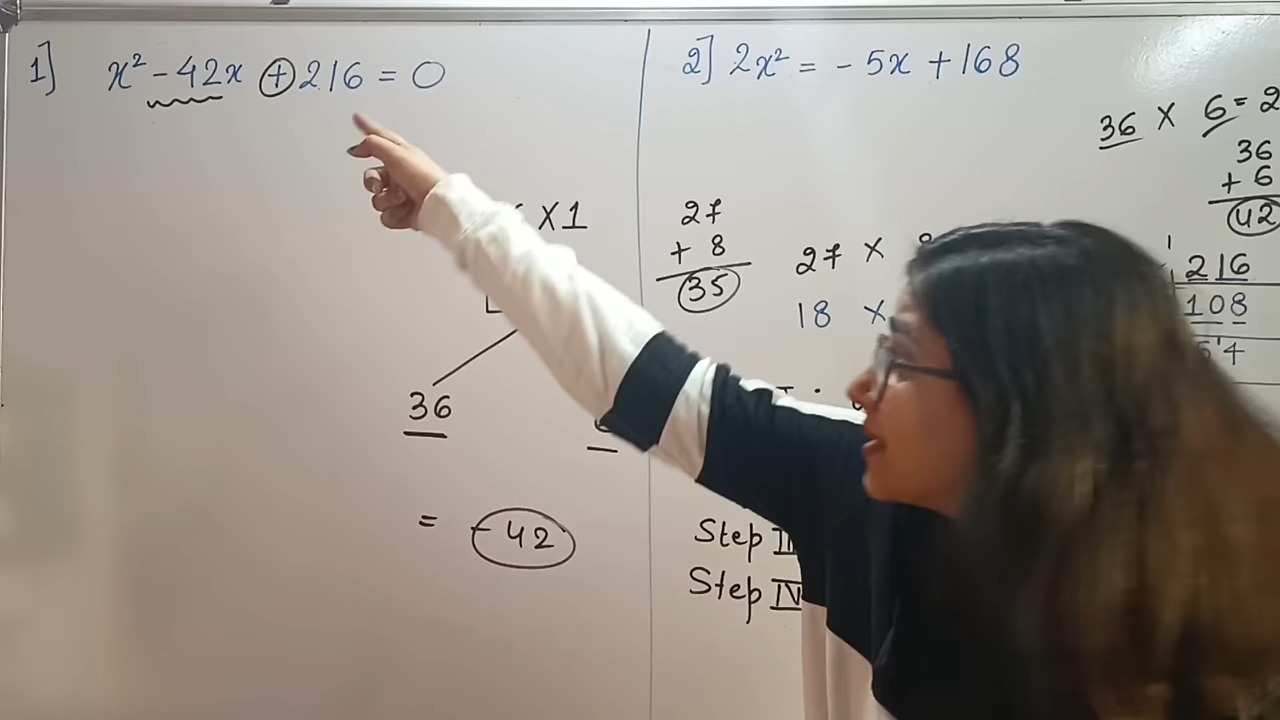 1] x² - 42x + 216 = 0
2] 2x² = - 5x + 168
36 × 6 = 2
36
+ 6
42
× 1
27
+ 8
35
27 ×
18 ×
216
108
54
36
= - 42
Step III
Step IV